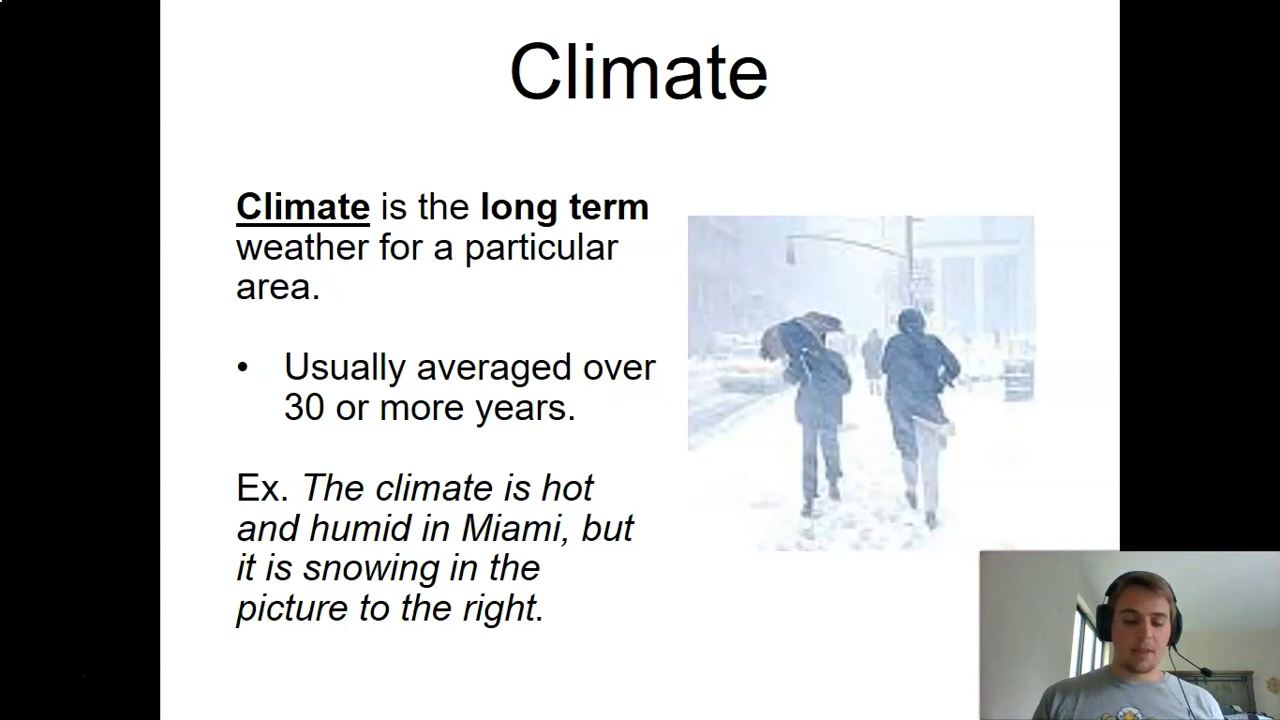 Climate
Climate is the long term
weather for a particular
area.
• Usually averaged over
30 or more years.
Ex. The climate is hot
and humid in Miami, but
it is snowing in the
picture to the right.